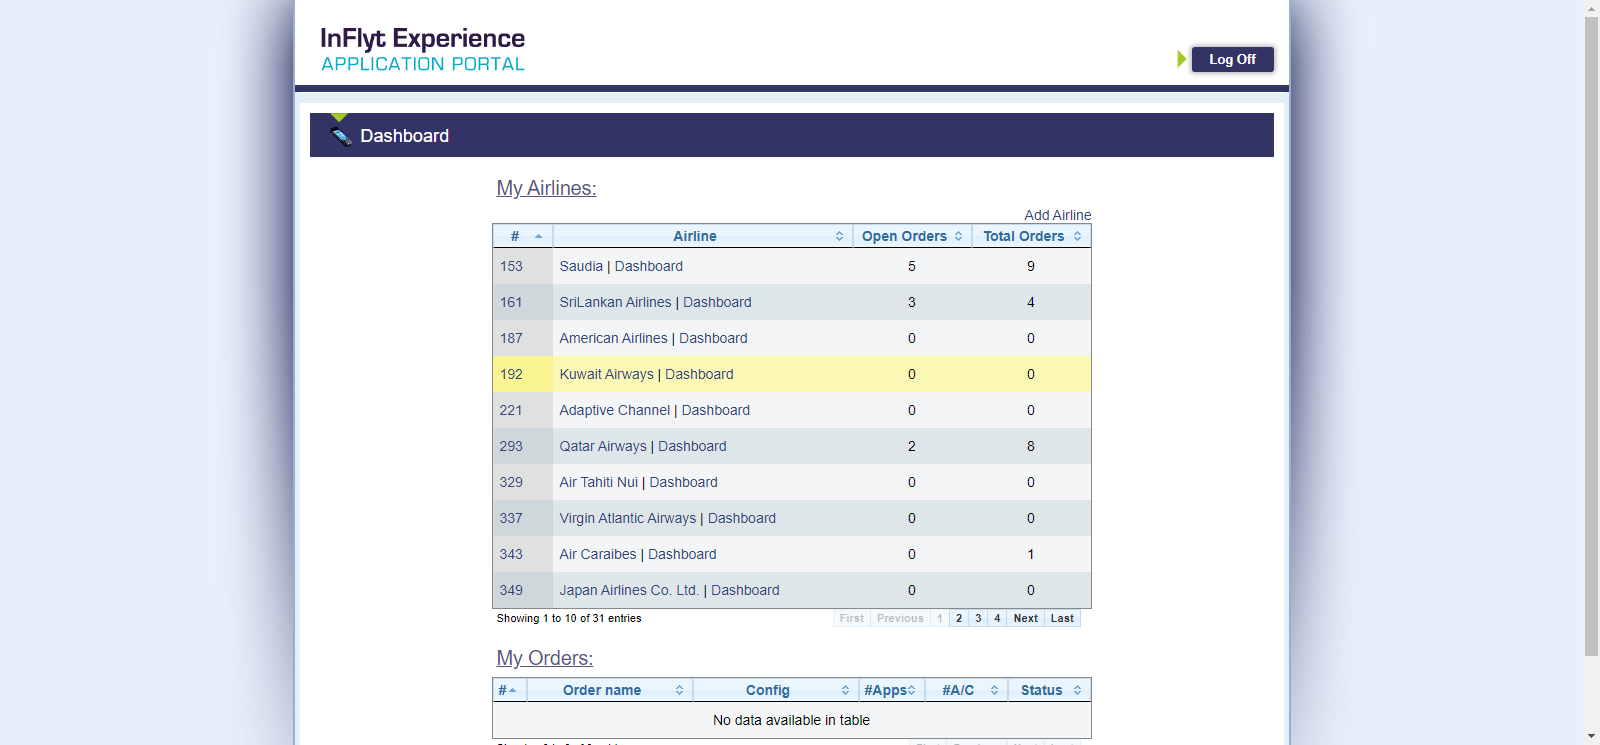 InFlyt Experience
APPLICATION PORTAL
Log Off
Dashboard
My Airlines:
Add Airline
# Airline Open Orders Total Orders
153 Saudia | Dashboard 5 9
161 SriLankan Airlines | Dashboard 3 4
187 American Airlines | Dashboard 0 0
192 Kuwait Airways | Dashboard 0 0
221 Adaptive Channel | Dashboard 0 0
293 Qatar Airways | Dashboard 2 8
329 Air Tahiti Nui | Dashboard 0 0
337 Virgin Atlantic Airways | Dashboard 0 0
343 Air Caraibes | Dashboard 0 1
349 Japan Airlines Co. Ltd. | Dashboard 0 0
Showing 1 to 10 of 31 entries First Previous 1 2 3 4 Next Last
My Orders:
# Order name Config #Apps #A/C Status
No data available in table